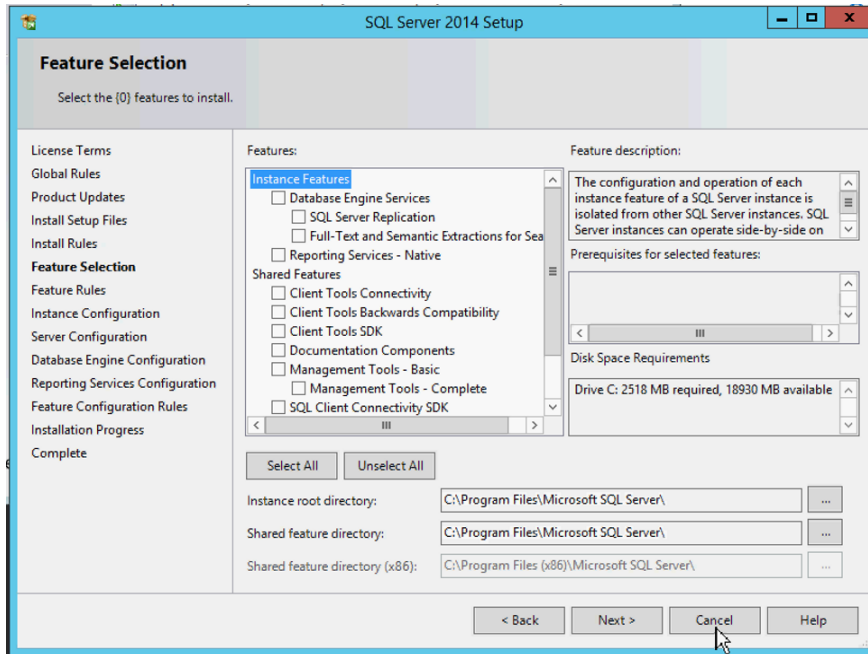 SQL Server 2014 Setup
Feature Selection
Select the {0} features to install.
License Terms
Global Rules
Product Updates
Install Setup Files
Install Rules
Feature Selection
Feature Rules
Instance Configuration
Server Configuration
Database Engine Configuration
Reporting Services Configuration
Feature Configuration Rules
Installation Progress
Complete
Features:
Instance Features
Database Engine Services
SQL Server Replication
Full-Text and Semantic Extractions for Sea
Reporting Services - Native
Shared Features
Client Tools Connectivity
Client Tools Backwards Compatibility
Client Tools SDK
Documentation Components
Management Tools - Basic
Management Tools - Complete
SQL Client Connectivity SDK
Feature description:
The configuration and operation of each
instance feature of a SQL Server instance is
isolated from other SQL Server instances. SQL
Server instances can operate side-by-side on
Prerequisites for selected features:
Disk Space Requirements
Drive C: 2518 MB required, 18930 MB available
Select All
Unselect All
Instance root directory:
C:\Program Files\Microsoft SQL Server\
...
Shared feature directory:
C:\Program Files\Microsoft SQL Server\
...
Shared feature directory (x86):
C:\Program Files (x86)\Microsoft SQL Server\
...
< Back
Next >
Cancel
Help